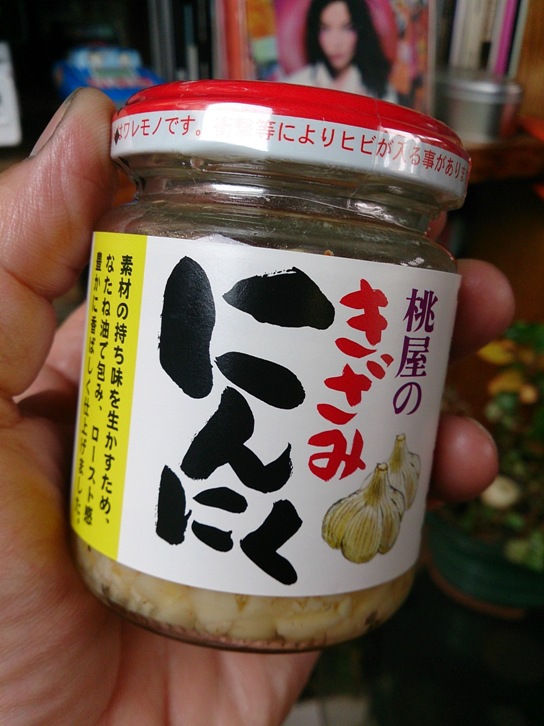 ワレモノです。衝撃等によりヒビが入る事があり
桃屋の
きざみ
にんにく
素材の持ち味を生かすため、
なたね油で包み、ロースト感
豊かに香ばしく仕上げました。